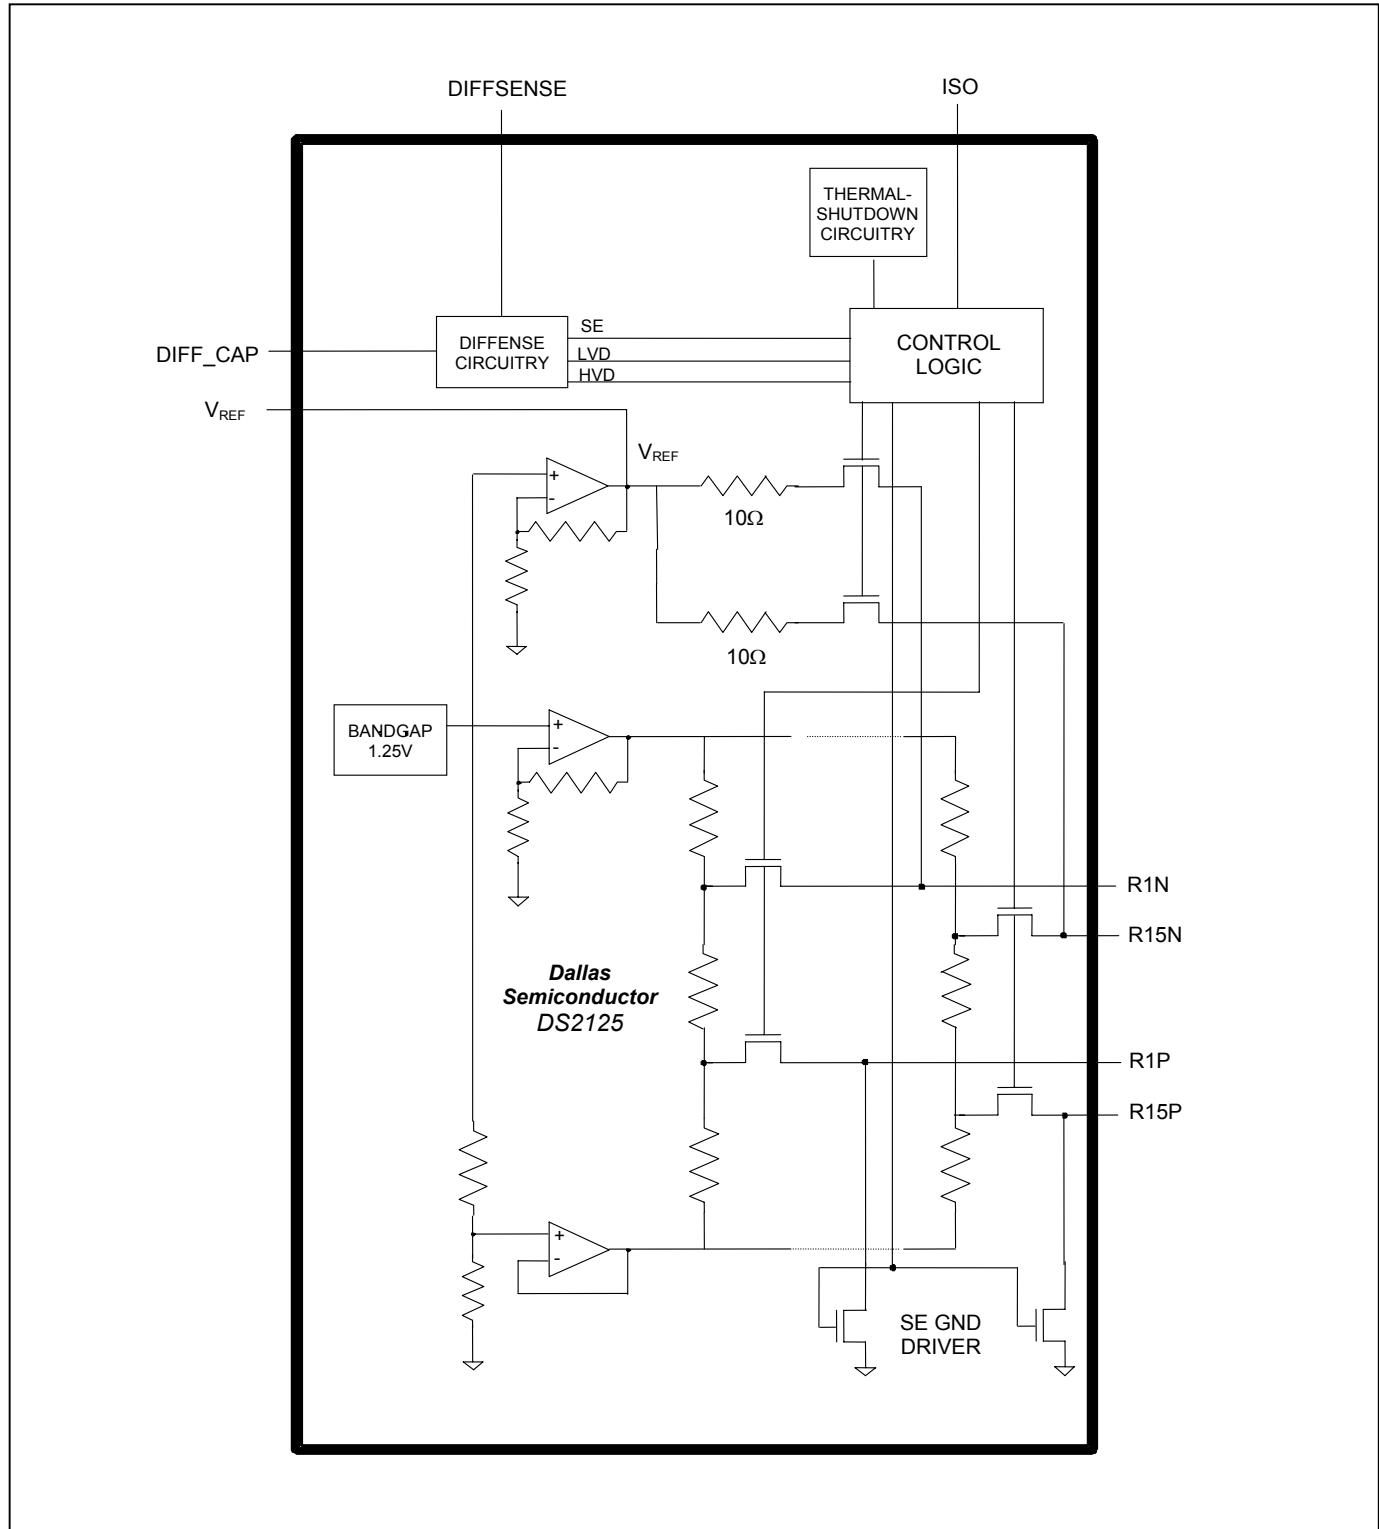 DIFFSENSE
ISO
THERMAL-
SHUTDOWN
CIRCUITRY
DIFF_CAP
DIFFENSE
CIRCUITRY
SE
LVD
HVD
CONTROL
LOGIC
VREF
VREF
+
-
10Ω
10Ω
BANDGAP
1.25V
+
-
R1N
R15N
Dallas
Semiconductor
DS2125
R1P
R15P
+
-
SE GND
DRIVER